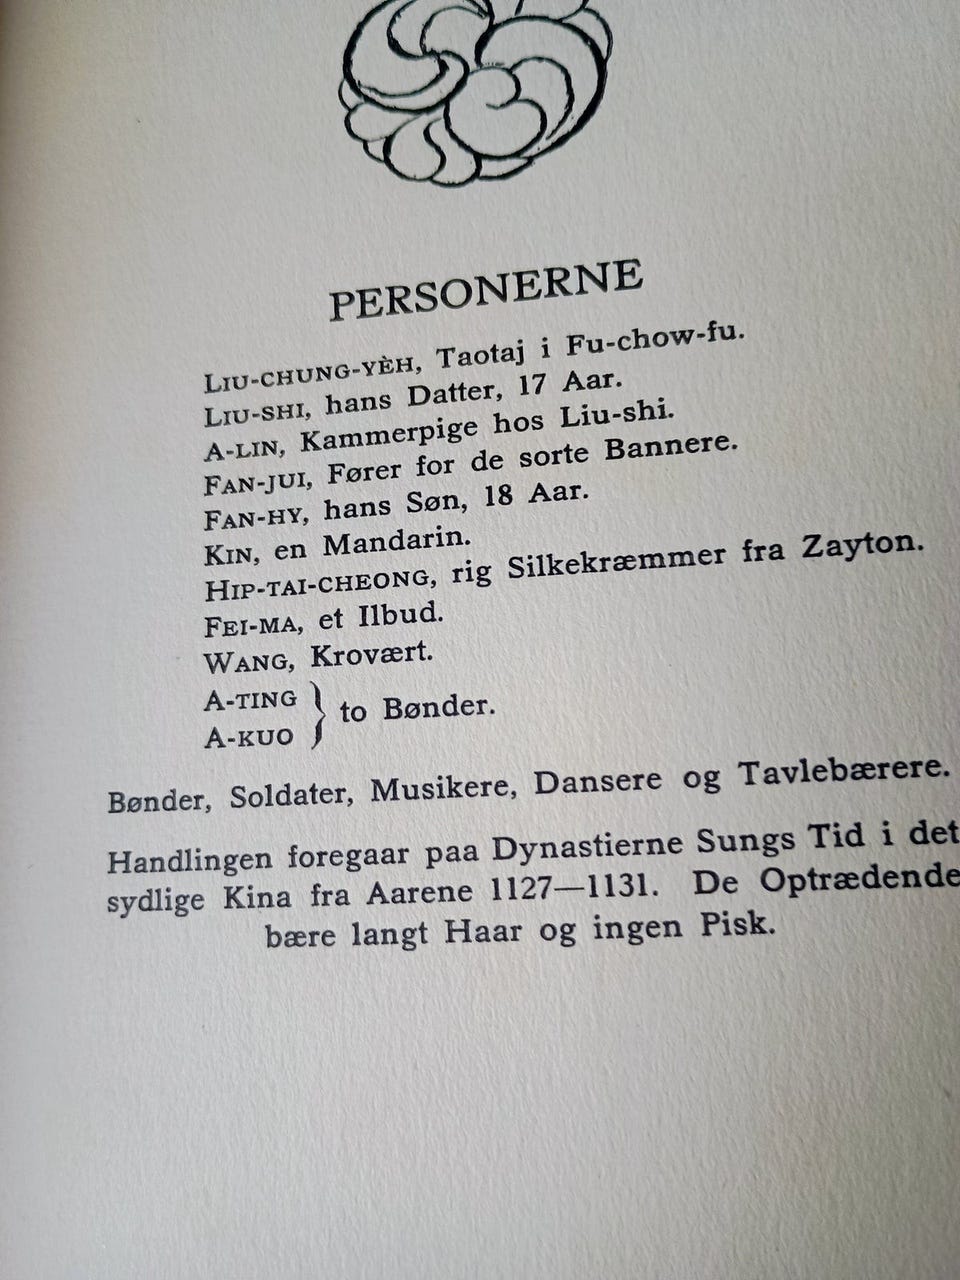 PERSONERNE
LIU-CHUNG-YÈH, Taotaj i Fu-chow-fu.
LIU-SHI, hans Datter, 17 Aar.
A-LIN, Kammerpige hos Liu-shi.
FAN-JUI, Fører for de sorte Bannere.
FAN-HY, hans Søn, 18 Aar.
KIN, en Mandarin.
HIP-TAI-CHEONG, rig Silkekræmmer fra Zayton.
FEI-MA, et Ilbud.
WANG, Krovært.
A-TING
A-KUO } to Bønder.
Bønder, Soldater, Musikere, Dansere og Tavlebærere.
Handlingen foregaar paa Dynastierne Sungs Tid i det
sydlige Kina fra Aarene 1127—1131. De Optrædende
bære langt Haar og ingen Pisk.